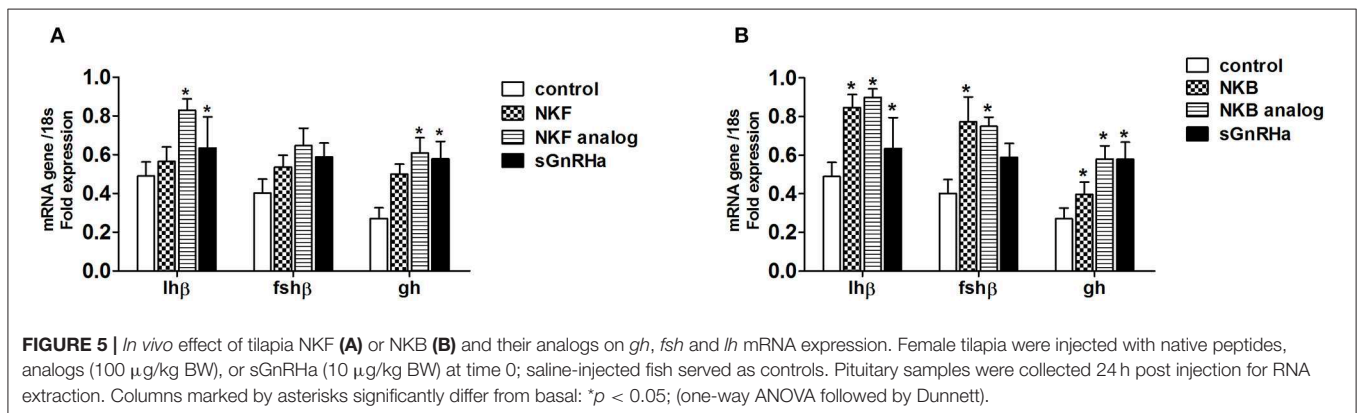 A
mRNA gene /18s
Fold expression
1.0
0.8
0.6
0.4
0.2
0.0
* *
* *
lhβ fshβ gh
control
NKF
NKF analog
sGnRHa
B
mRNA gene /18s
Fold expression
1.0
0.8
0.6
0.4
0.2
0.0
* * *
* *
* * *
lhβ fshβ gh
control
NKB
NKB analog
sGnRHa
FIGURE 5 | In vivo effect of tilapia NKF (A) or NKB (B) and their analogs on gh, fsh and lh mRNA expression. Female tilapia were injected with native peptides,
analogs (100 μg/kg BW), or sGnRHa (10 μg/kg BW) at time 0; saline-injected fish served as controls. Pituitary samples were collected 24 h post injection for RNA
extraction. Columns marked by asterisks significantly differ from basal: *p < 0.05; (one-way ANOVA followed by Dunnett).